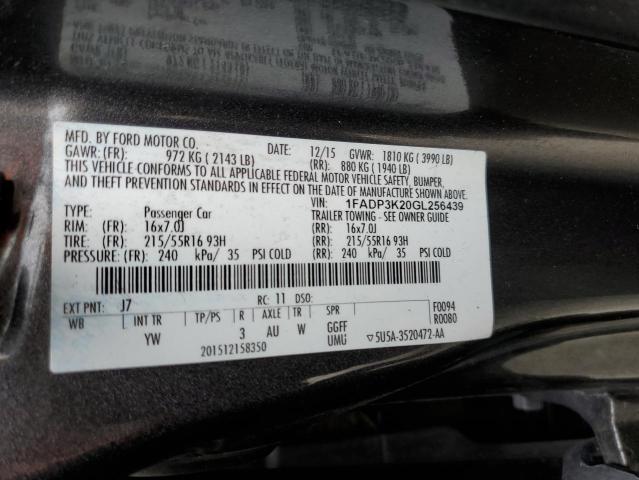 MFD. BY FORD MOTOR CO. DATE: 12/15 GVWR: 1810 KG ( 3990 LB)
GAWR: (FR): 972 KG ( 2143 LB) (RR): 880 KG ( 1940 LB)
THIS VEHICLE CONFORMS TO ALL APPLICABLE FEDERAL MOTOR VEHICLE SAFETY, BUMPER,
AND THEFT PREVENTION STANDARDS IN EFFECT ON THE DATE OF MANUFACTURE SHOWN ABOVE.
VIN: 1FADP3K20GL256439
TYPE: Passenger Car TRAILER TOWING - SEE OWNER GUIDE
RIM: (FR): 16x7.0J (RR): 16x7.0J
TIRE: (FR): 215/55R16 93H (RR): 215/55R16 93H
PRESSURE: (FR): 240 kPa/ 35 PSI COLD (RR): 240 kPa/ 35 PSI COLD
EXT PNT: J7 RC: 11 DSO: F0094
WB INT TR TP/PS R AXLE TR SPR R0080
YW 3 AU W GGFF
UMU
201512158350 5U5A-3520472-AA